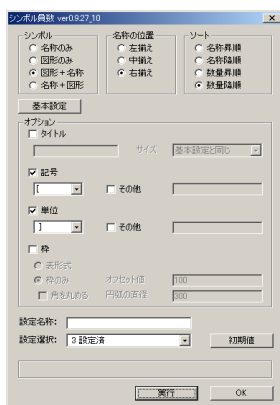 シンボル員数 ver0.9.27_10
シンボル 名称の位置 ソート
名称のみ 左揃え 名称昇順
図形のみ 中揃え 名称降順
図形+名称 右揃え 数量昇順
名称+図形 数量降順
基本設定
オプション
タイトル
サイズ 基本設定と同じ
記号
[ その他
単位
] その他
枠
表形式
枠のみ オフセット値 100
角を丸める 円弧の直径 300
設定名称:
設定選択: 3 設定済 初期値
実行 OK